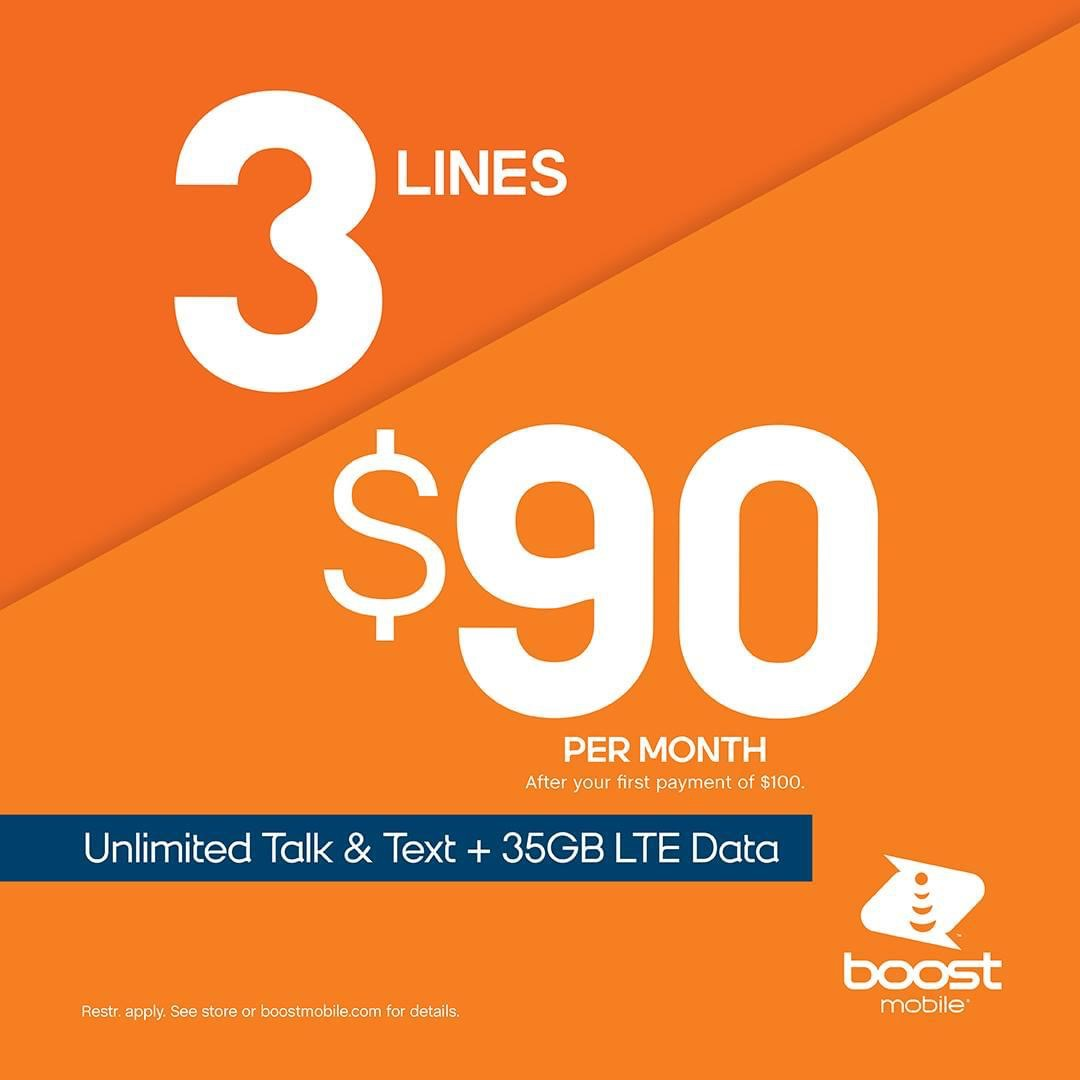 3 LINES
$90
PER MONTH
After your first payment of $100.
Unlimited Talk & Text + 35GB LTE Data
boost
mobile®
Restr. apply. See store or boostmobile.com for details.